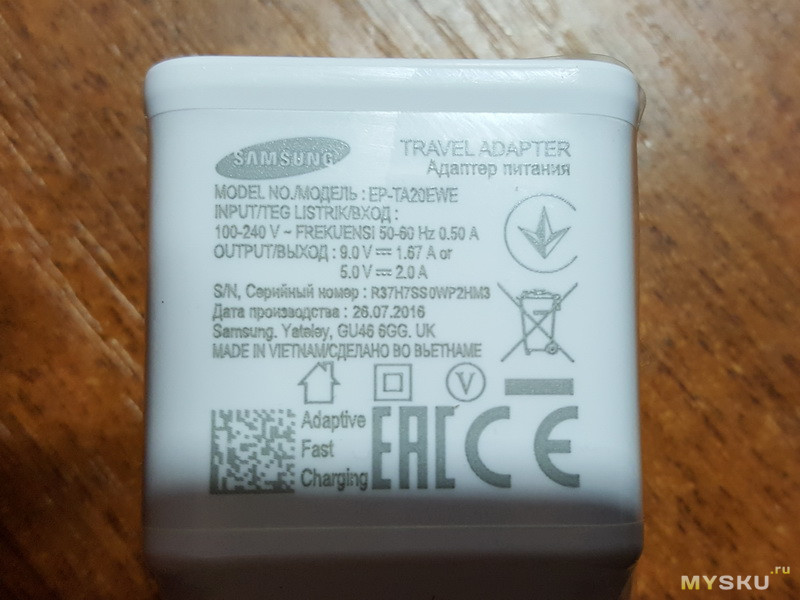 SAMSUNG
TRAVEL ADAPTER
Адаптер питания
MODEL NO./МОДЕЛЬ : EP-TA20EWE
INPUT/TEG LISTRIK/ВХОД :
100-240 V ~ FREKUENSI 50-60 Hz 0.50 A
OUTPUT/ВЫХОД : 9.0 V ⎓ 1.67 A or
5.0 V ⎓ 2.0 A
S/N, Серийный номер : R37H7SS0WP2HM3
Дата производства : 26.07.2016
Samsung. Yateley, GU46 6GG. UK
MADE IN VIETNAM/СДЕЛАНО ВО ВЬЕТНАМЕ
V
Adaptive
Fast
Charging
EAC CE
MYSKU.ru